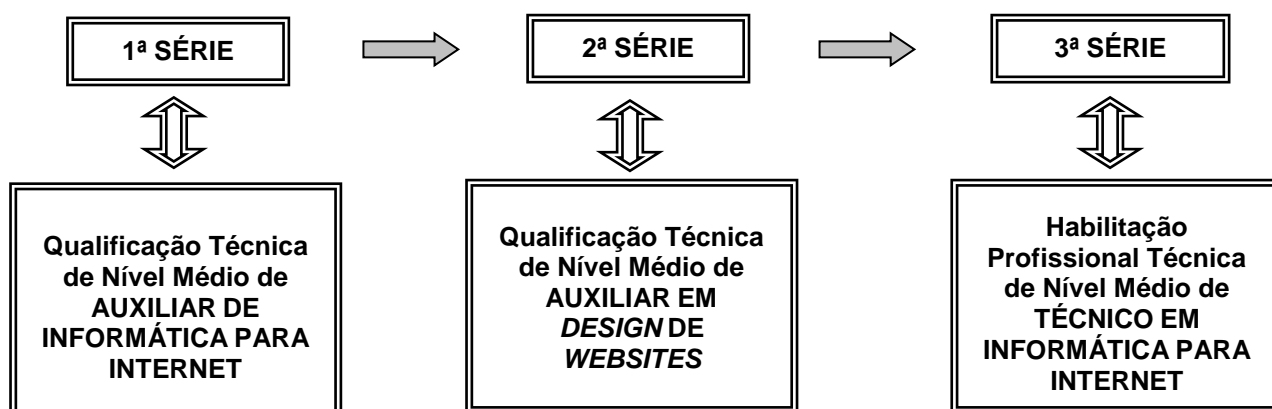 1ª SÉRIE
2ª SÉRIE
3ª SÉRIE
Qualificação Técnica
de Nível Médio de
AUXILIAR DE
INFORMÁTICA PARA
INTERNET
Qualificação Técnica
de Nível Médio de
AUXILIAR EM
DESIGN DE
WEBSITES
Habilitação
Profissional Técnica
de Nível Médio de
TÉCNICO EM
INFORMÁTICA PARA
INTERNET